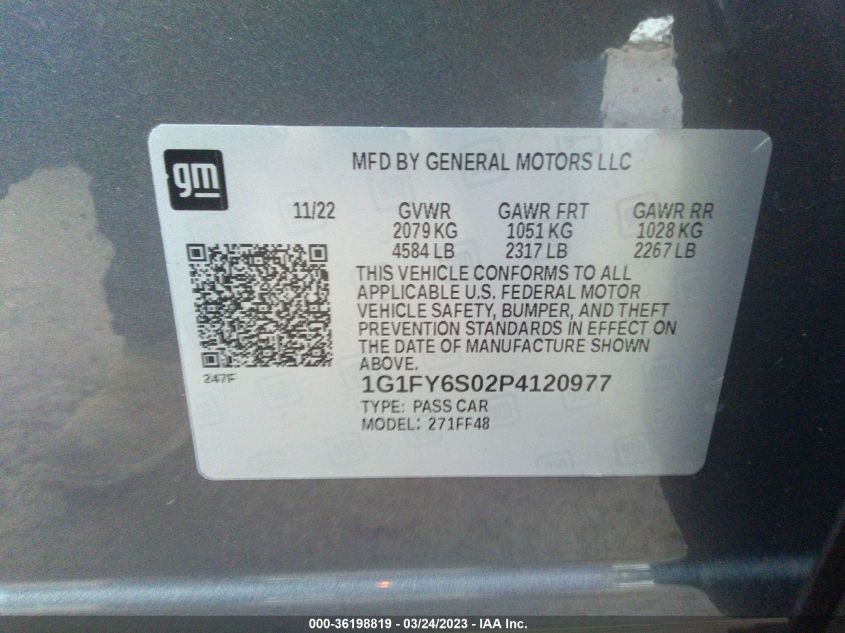 gm
MFD BY GENERAL MOTORS LLC
11/22 GVWR GAWR FRT GAWR RR
2079 KG 1051 KG 1028 KG
4584 LB 2317 LB 2267 LB
THIS VEHICLE CONFORMS TO ALL
APPLICABLE U.S. FEDERAL MOTOR
VEHICLE SAFETY, BUMPER, AND THEFT
PREVENTION STANDARDS IN EFFECT ON
THE DATE OF MANUFACTURE SHOWN
ABOVE.
247F
1G1FY6S02P4120977
TYPE: PASS CAR
MODEL: 271FF48
000-36198819 - 03/24/2023 - IAA Inc.